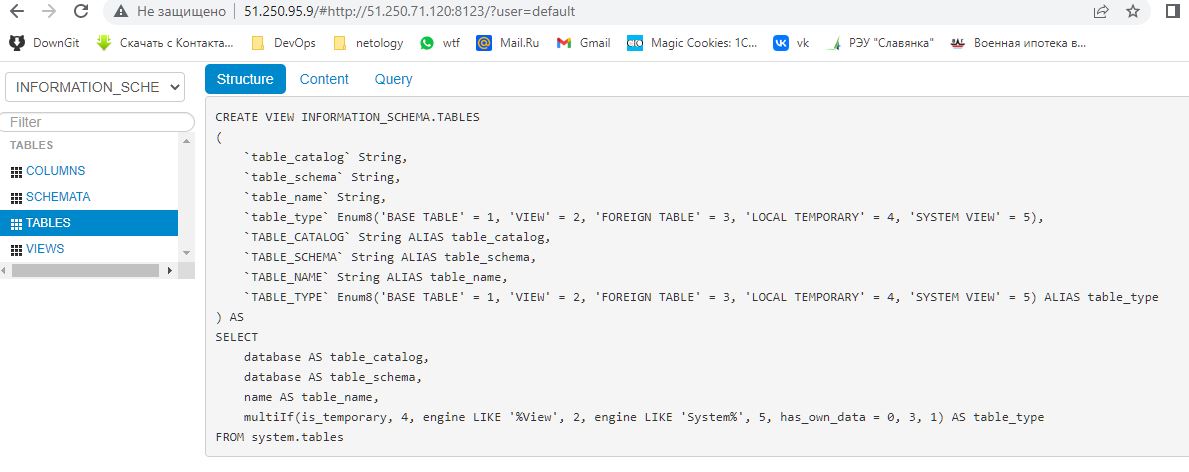 Не защищено | 51.250.95.9/#http://51.250.71.120:8123/?user=default
DownGit Скачать с Контакта... DevOps netology wtf Mail.Ru Gmail Magic Cookies: 1C... vk РЭУ "Славянка" Военная ипотека в...
INFORMATION_SCHE Structure Content Query
Filter
TABLES
COLUMNS
SCHEMATA
TABLES
VIEWS
CREATE VIEW INFORMATION_SCHEMA.TABLES
(
    `table_catalog` String,
    `table_schema` String,
    `table_name` String,
    `table_type` Enum8('BASE TABLE' = 1, 'VIEW' = 2, 'FOREIGN TABLE' = 3, 'LOCAL TEMPORARY' = 4, 'SYSTEM VIEW' = 5),
    `TABLE_CATALOG` String ALIAS table_catalog,
    `TABLE_SCHEMA` String ALIAS table_schema,
    `TABLE_NAME` String ALIAS table_name,
    `TABLE_TYPE` Enum8('BASE TABLE' = 1, 'VIEW' = 2, 'FOREIGN TABLE' = 3, 'LOCAL TEMPORARY' = 4, 'SYSTEM VIEW' = 5) ALIAS table_type
) AS
SELECT
    database AS table_catalog,
    database AS table_schema,
    name AS table_name,
    multiIf(is_temporary, 4, engine LIKE '%View', 2, engine LIKE 'System%', 5, has_own_data = 0, 3, 1) AS table_type
FROM system.tables